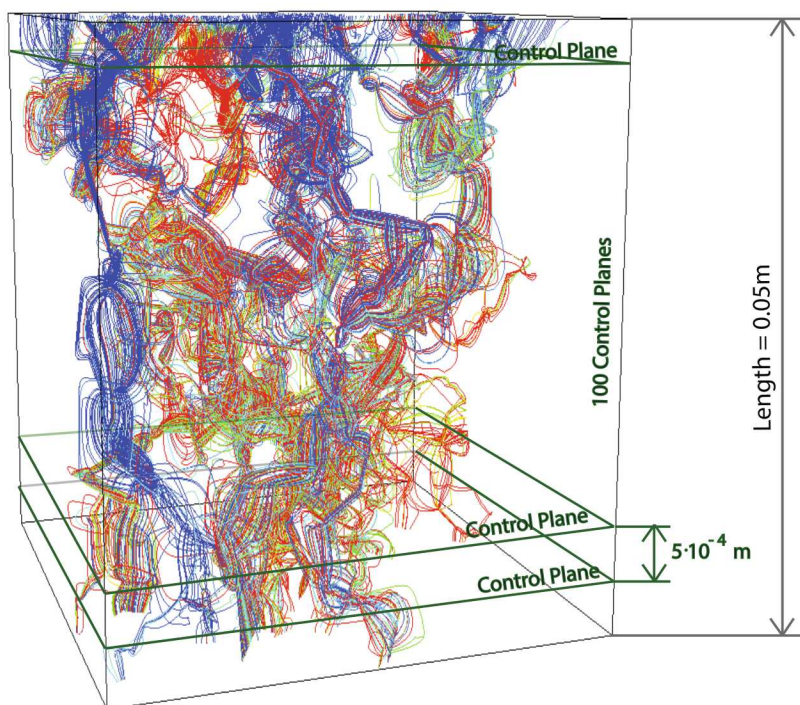 Control Plane
100 Control Planes
Length = 0.05m
Control Plane
5·10⁻⁴ m
Control Plane